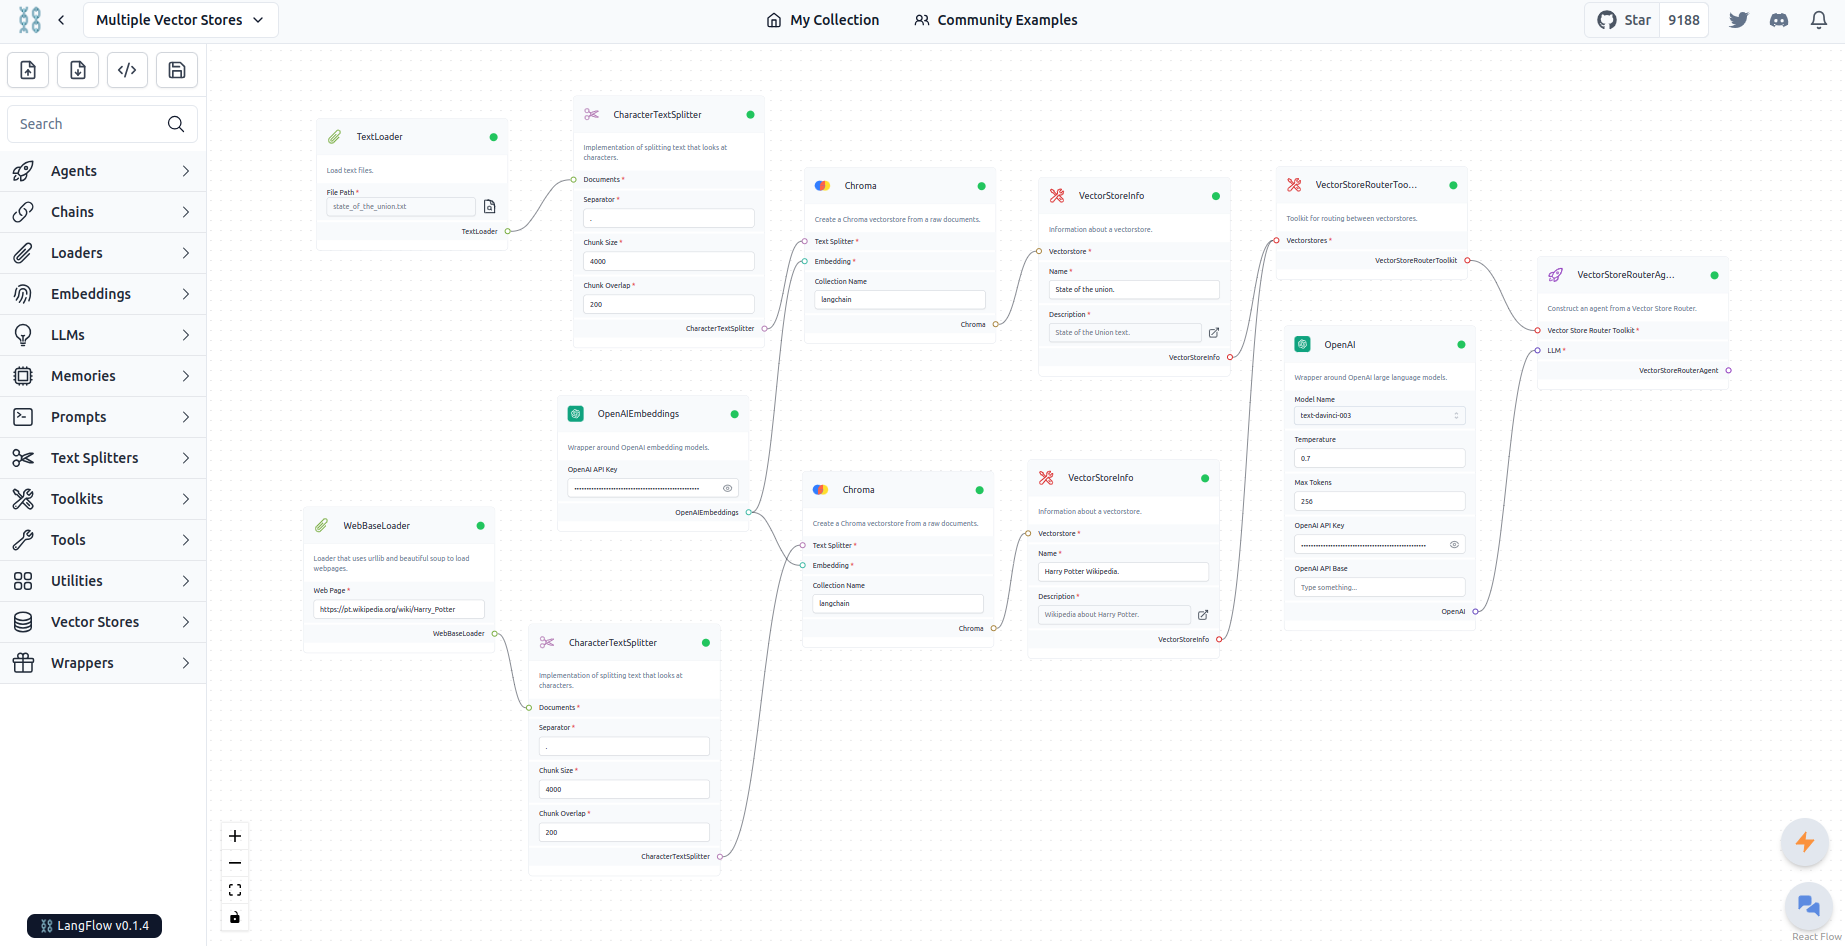 Multiple Vector Stores
My Collection
Community Examples
Star
9188
Search
Agents
Chains
Loaders
Embeddings
LLMs
Memories
Prompts
Text Splitters
Toolkits
Tools
Utilities
Vector Stores
Wrappers
LangFlow v0.1.4
TextLoader
Load text files.
File Path *
state_of_the_union.txt
TextLoader
CharacterTextSplitter
Implementation of splitting text that looks at
characters.
Documents *
Separator *
.
Chunk Size *
4000
Chunk Overlap *
200
CharacterTextSplitter
Chroma
Create a Chroma vectorstore from a raw documents.
Text Splitter *
Embedding *
Collection Name
langchain
Chroma
VectorStoreInfo
Information about a vectorstore.
Vectorstore *
Name *
State of the union.
Description *
State of the Union text.
VectorStoreInfo
VectorStoreRouterToo...
Toolkit for routing between vectorstores.
Vectorstores *
VectorStoreRouterToolkit
VectorStoreRouterAg...
Construct an agent from a Vector Store Router.
Vector Store Router Toolkit *
LLM *
VectorStoreRouterAgent
OpenAI
Wrapper around OpenAI large language models.
Model Name
text-davinci-003
Temperature
0.7
Max Tokens
256
OpenAI API Key
OpenAI API Base
Type something...
OpenAI
OpenAIEmbeddings
Wrapper around OpenAI embedding models.
OpenAI API Key
OpenAIEmbeddings
Chroma
Create a Chroma vectorstore from a raw documents.
Text Splitter *
Embedding *
Collection Name
langchain
Chroma
VectorStoreInfo
Information about a vectorstore.
Vectorstore *
Name *
Harry Potter Wikipedia.
Description *
Wikipedia about Harry Potter.
VectorStoreInfo
WebBaseLoader
Loader that uses urllib and beautiful soup to load
webpages.
Web Page *
https://pt.wikipedia.org/wiki/Harry_Potter
WebBaseLoader
CharacterTextSplitter
Implementation of splitting text that looks at
characters.
Documents *
Separator *
.
Chunk Size *
4000
Chunk Overlap *
200
CharacterTextSplitter
React Flow